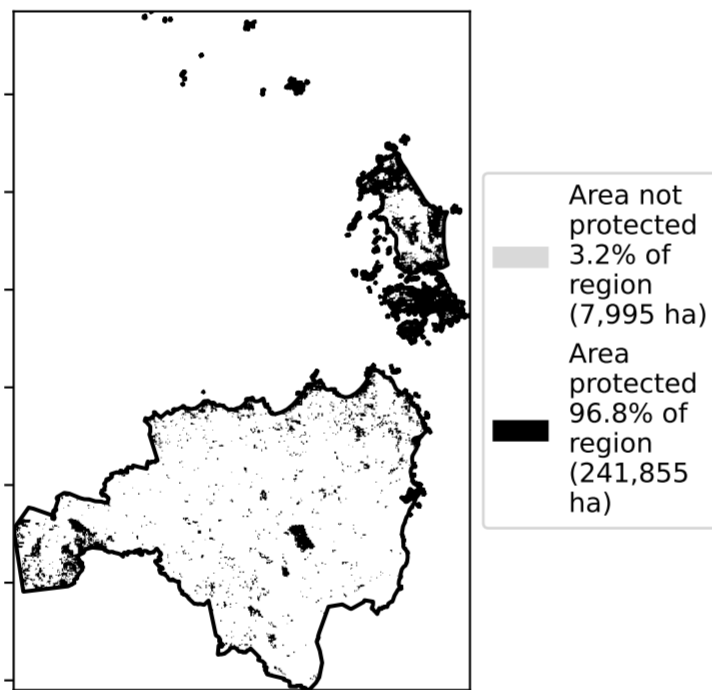 Area not
protected
3.2% of
region
(7,995 ha)
Area
protected
96.8% of
region
(241,855
ha)